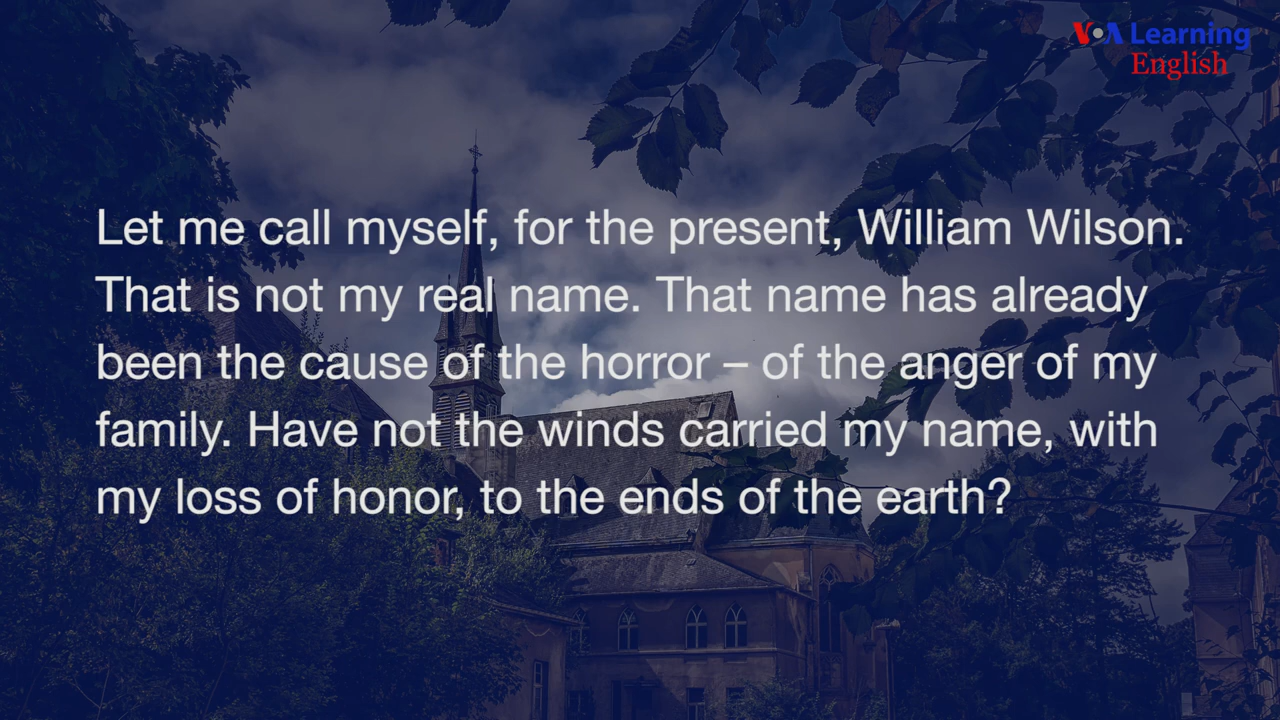 VOA Learning
English
Let me call myself, for the present, William Wilson.
That is not my real name. That name has already
been the cause of the horror – of the anger of my
family. Have not the winds carried my name, with
my loss of honor, to the ends of the earth?